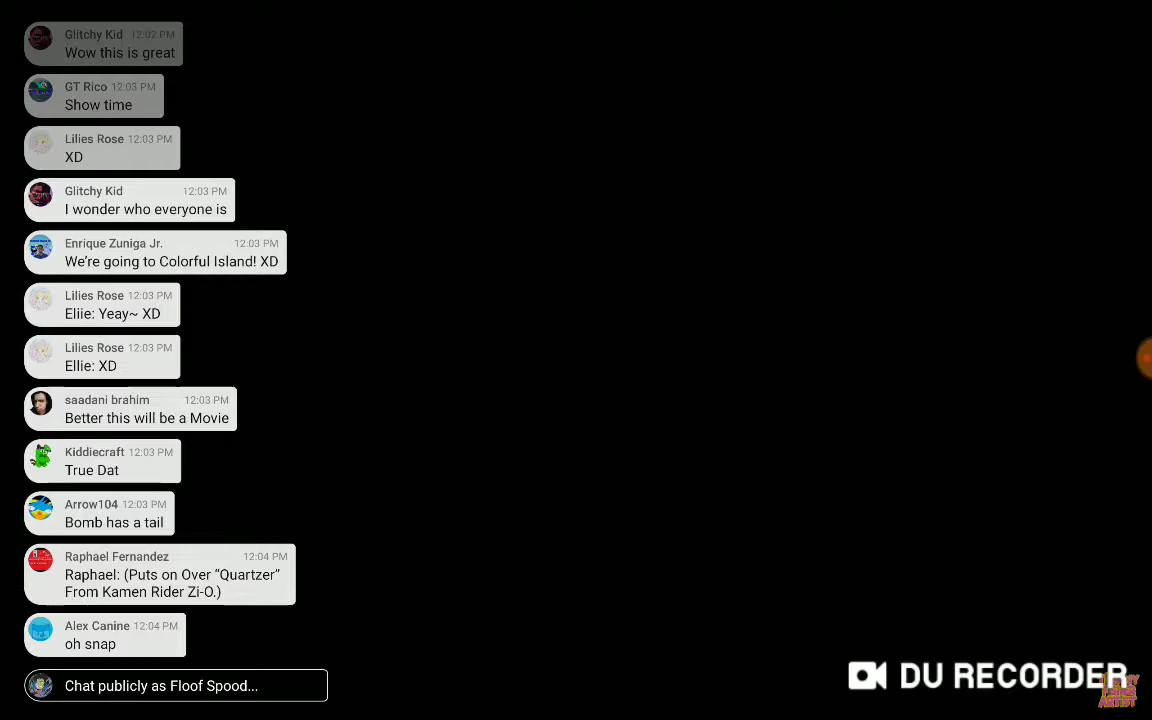 Glitchy Kid 12:02 PM
Wow this is great
GT Rico 12:03 PM
Show time
Lilies Rose 12:03 PM
XD
Glitchy Kid 12:03 PM
I wonder who everyone is
Enrique Zuniga Jr. 12:03 PM
We're going to Colorful Island! XD
Lilies Rose 12:03 PM
Eliie: Yeay~ XD
Lilies Rose 12:03 PM
Ellie: XD
saadani brahim 12:03 PM
Better this will be a Movie
Kiddiecraft 12:03 PM
True Dat
Arrow104 12:03 PM
Bomb has a tail
Raphael Fernandez 12:04 PM
Raphael: (Puts on Over “Quartzer”
From Kamen Rider Zi-O.)
Alex Canine 12:04 PM
oh snap
Chat publicly as Floof Spood...
DU RECORDER
ARTIST